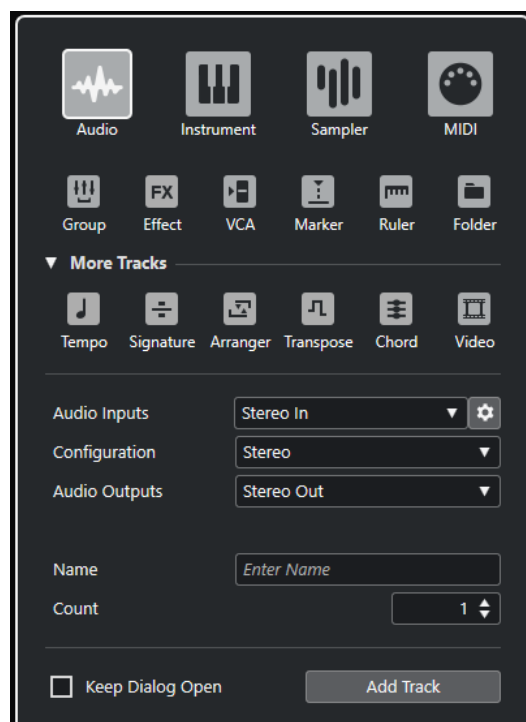 Audio Instrument Sampler MIDI
FX
Group Effect VCA Marker Ruler Folder
▼ More Tracks
Tempo Signature Arranger Transpose Chord Video
Audio Inputs Stereo In
Configuration Stereo
Audio Outputs Stereo Out
Name Enter Name
Count 1
Keep Dialog Open Add Track